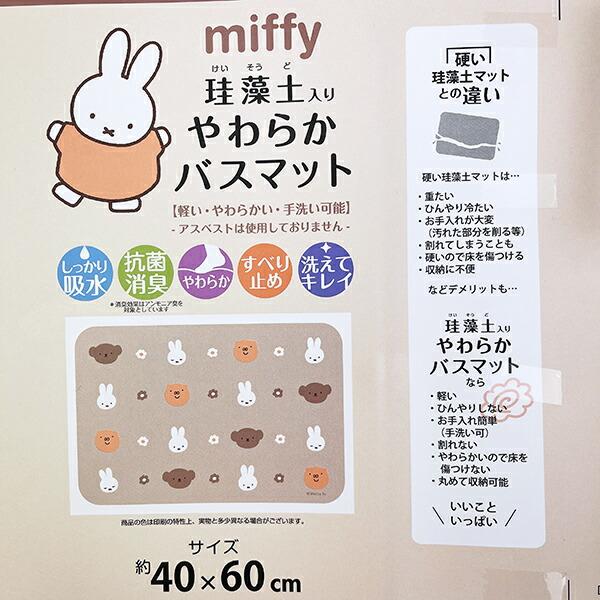 miffy
けい そう ど
珪藻土入り
やわらか
バスマット
【軽い・やわらかい・手洗い可能】
- アスベストは使用しておりません -
しっかり
吸水
抗菌
消臭
やわらか
すべり
止め
洗えて
キレイ
＊消臭効果はアンモニア臭を
対象としています
商品の色は印刷の特性上、実物と多少異なる場合がございます。
サイズ
約40×60cm
硬い
珪藻土マット
との違い
硬い珪藻土マットは…
・重たい
・ひんやり冷たい
・お手入れが大変
（汚れた部分を削る等）
・割れてしまうことも
・硬いので床を傷つける
・収納に不便
などデメリットも…
けい そう ど
珪藻土入り
やわらか
バスマット
なら
・軽い
・ひんやりしない
・お手入れ簡単
（手洗い可）
・割れない
・やわらかいので床を
傷つけない
・丸めて収納可能
いいこと
いっぱい